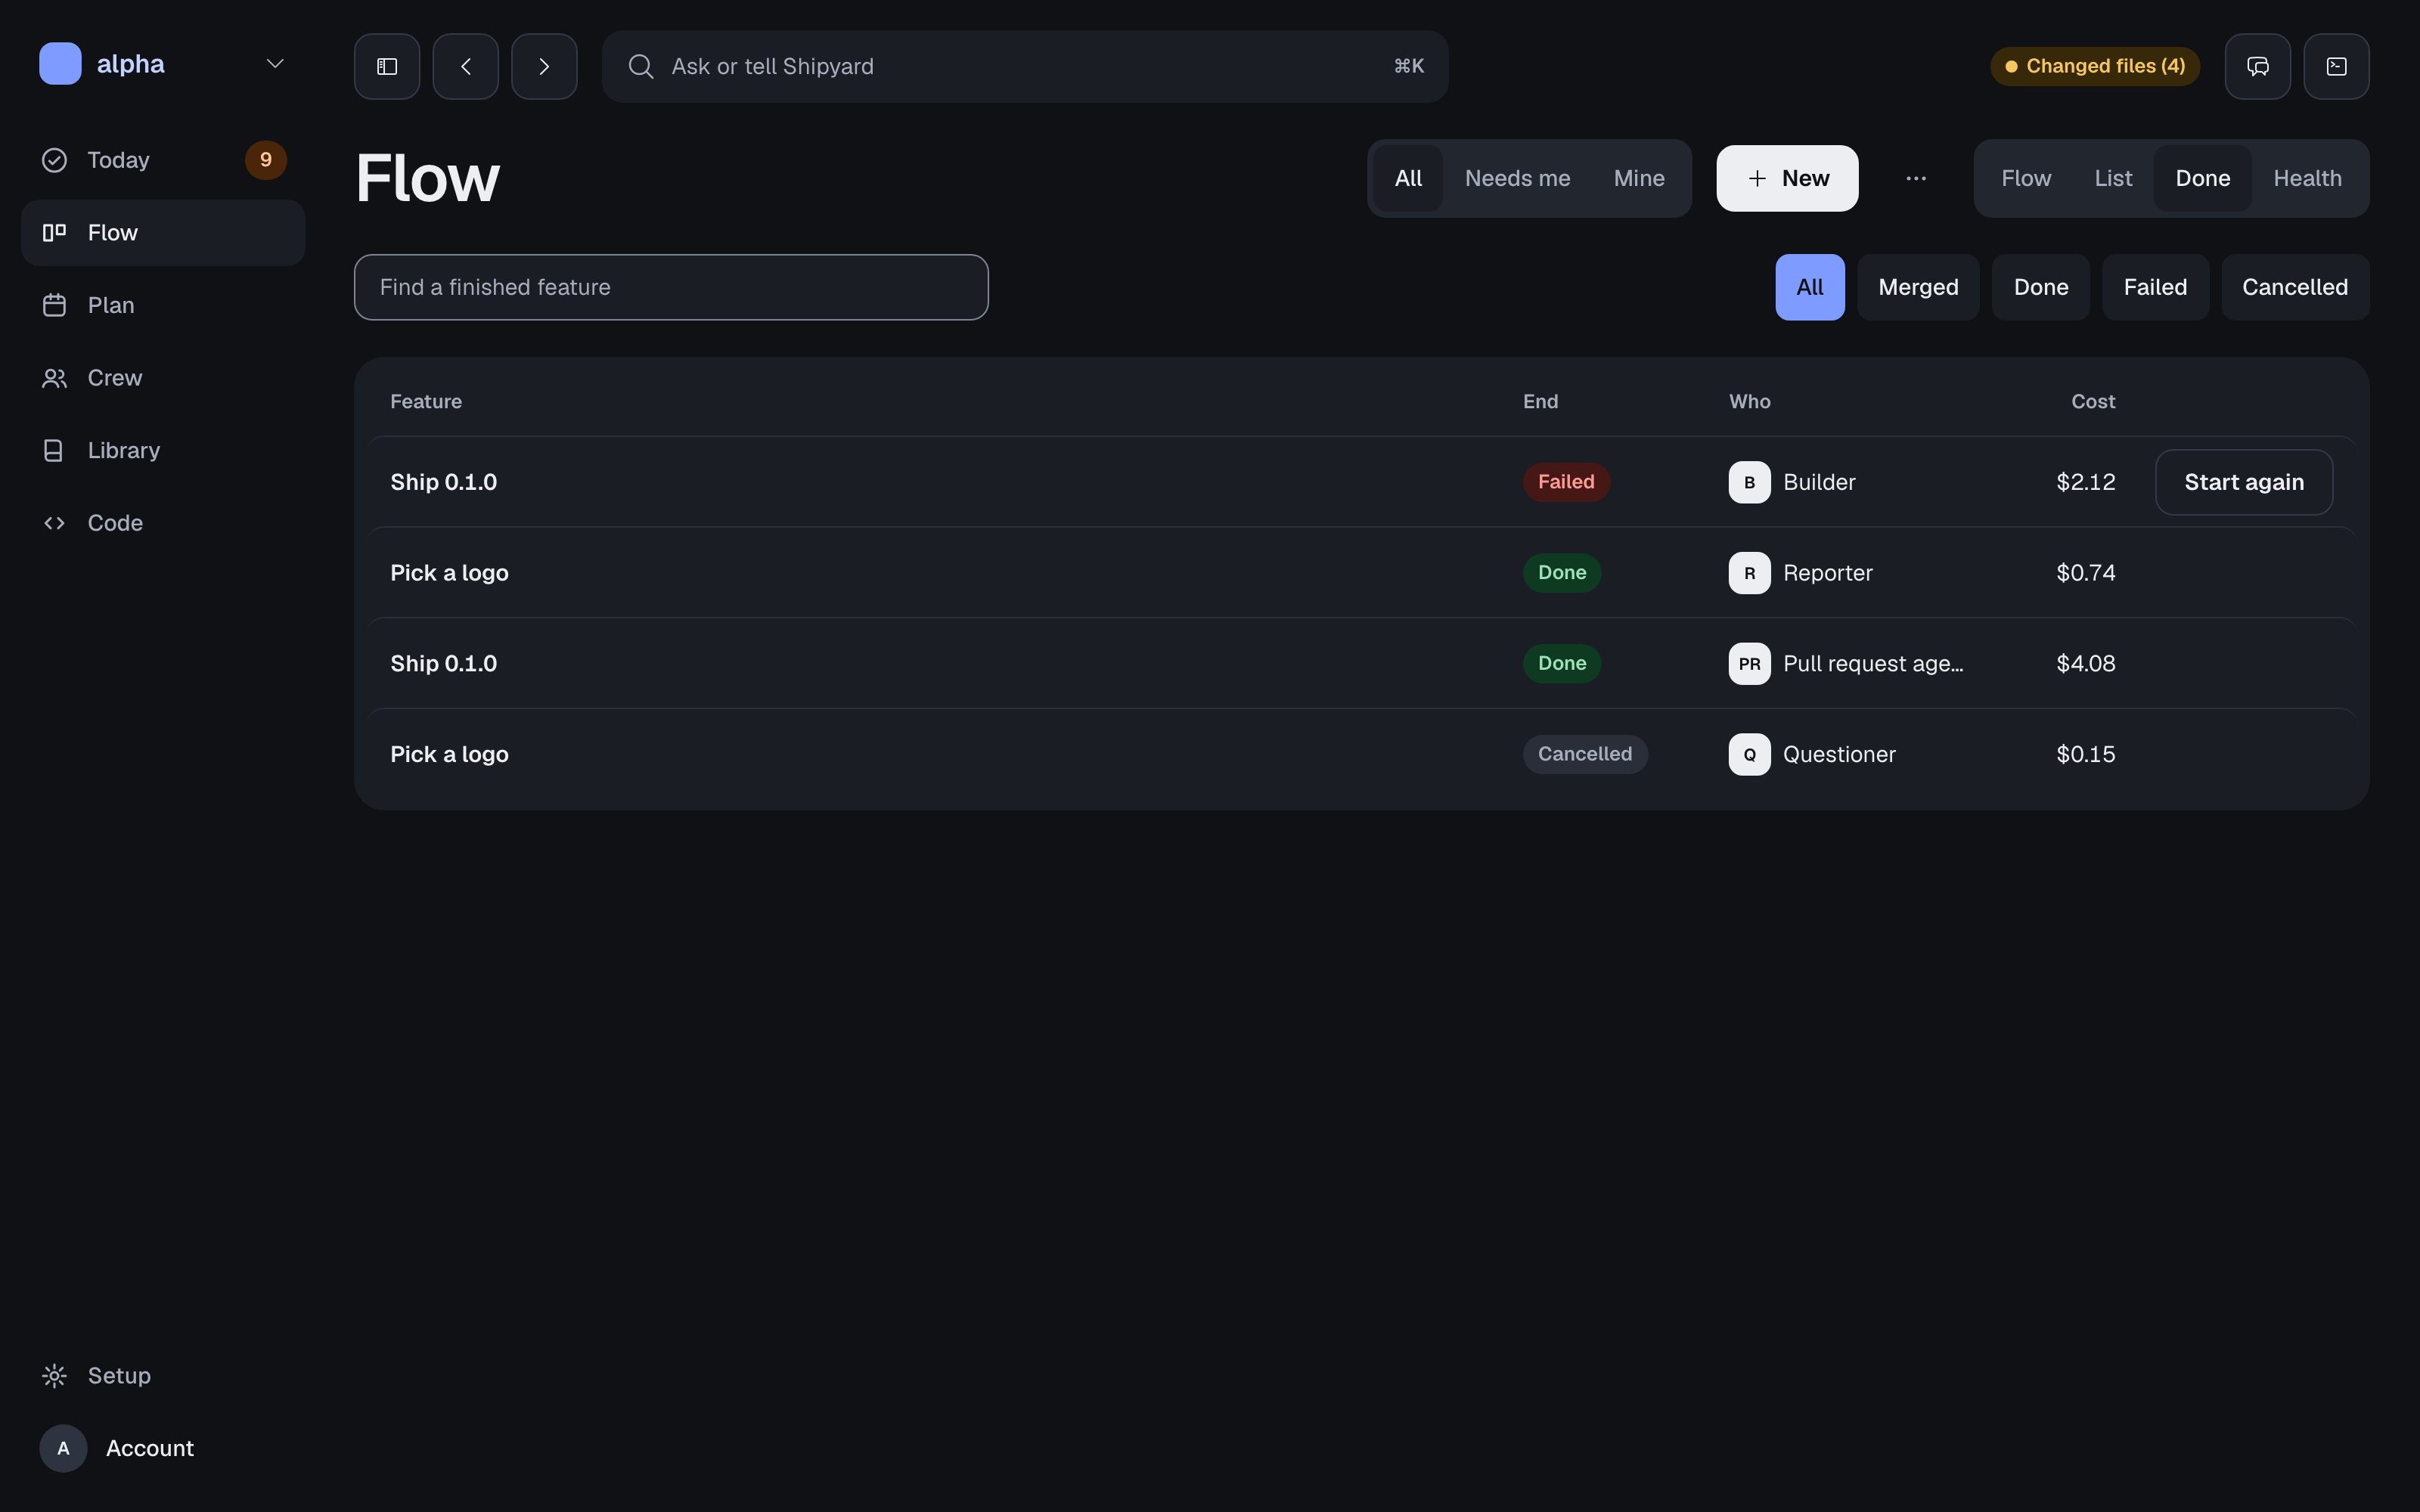 alpha
Ask or tell Shipyard ⌘K
Changed files (4)
Today 9
Flow
Plan
Crew
Library
Code
Flow
All Needs me Mine
New
Flow List Done Health
Find a finished feature
All Merged Done Failed Cancelled
Feature End Who Cost
Ship 0.1.0 Failed B Builder $2.12 Start again
Pick a logo Done R Reporter $0.74
Ship 0.1.0 Done PR Pull request age… $4.08
Pick a logo Cancelled Q Questioner $0.15
Setup
A Account